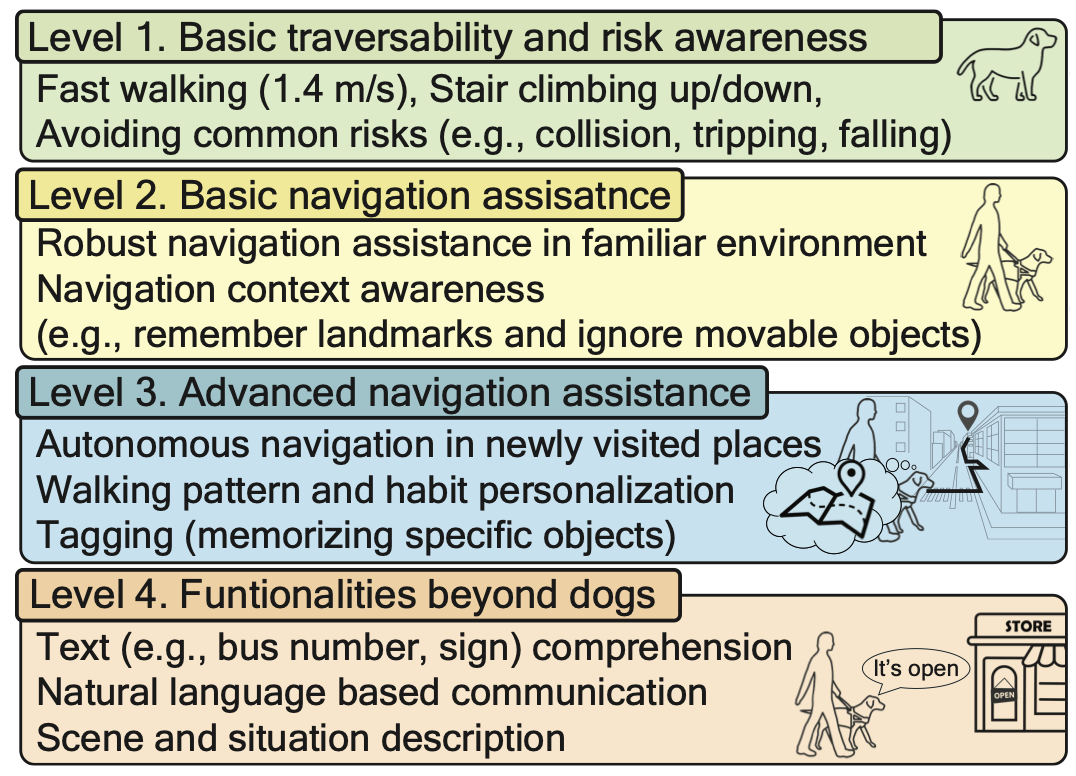 Level 1. Basic traversability and risk awareness
Fast walking (1.4 m/s), Stair climbing up/down,
Avoiding common risks (e.g., collision, tripping, falling)
Level 2. Basic navigation assisatnce
Robust navigation assistance in familiar environment
Navigation context awareness
(e.g., remember landmarks and ignore movable objects)
Level 3. Advanced navigation assistance
Autonomous navigation in newly visited places
Walking pattern and habit personalization
Tagging (memorizing specific objects)
Level 4. Funtionalities beyond dogs
Text (e.g., bus number, sign) comprehension
Natural language based communication
Scene and situation description
It's open
STORE
OPEN